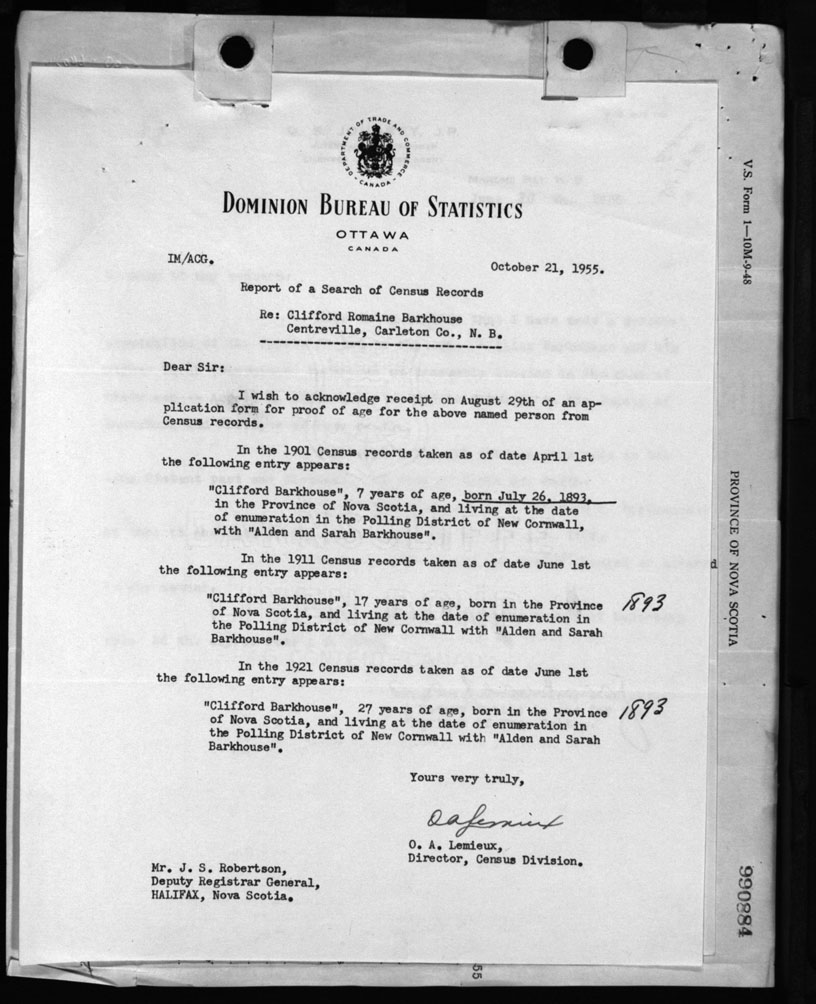 DEPARTMENT OF TRADE AND COMMERCE
CANADA
DOMINION BUREAU OF STATISTICS
OTTAWA
CANADA
IM/ACG.
October 21, 1955.
Report of a Search of Census Records
Re: Clifford Romaine Barkhouse
Centreville, Carleton Co., N. B.
Dear Sir:
I wish to acknowledge receipt on August 29th of an ap-
plication form for proof of age for the above named person from
Census records.
In the 1901 Census records taken as of date April 1st
the following entry appears:
"Clifford Barkhouse", 7 years of age, born July 26, 1893,
in the Province of Nova Scotia, and living at the date
of enumeration in the Polling District of New Cornwall,
with "Alden and Sarah Barkhouse".
In the 1911 Census records taken as of date June 1st
the following entry appears:
"Clifford Barkhouse", 17 years of age, born in the Province 1893
of Nova Scotia, and living at the date of enumeration in
the Polling District of New Cornwall with "Alden and Sarah
Barkhouse".
In the 1921 Census records taken as of date June 1st
the following entry appears:
"Clifford Barkhouse", 27 years of age, born in the Province 1893
of Nova Scotia, and living at the date of enumeration in
the Polling District of New Cornwall with "Alden and Sarah
Barkhouse".
Yours very truly,
O A Lemieux
O. A. Lemieux,
Director, Census Division.
Mr. J. S. Robertson,
Deputy Registrar General,
HALIFAX, Nova Scotia.
V.S. Form 1—10M-9-48
PROVINCE OF NOVA SCOTIA
990884
55